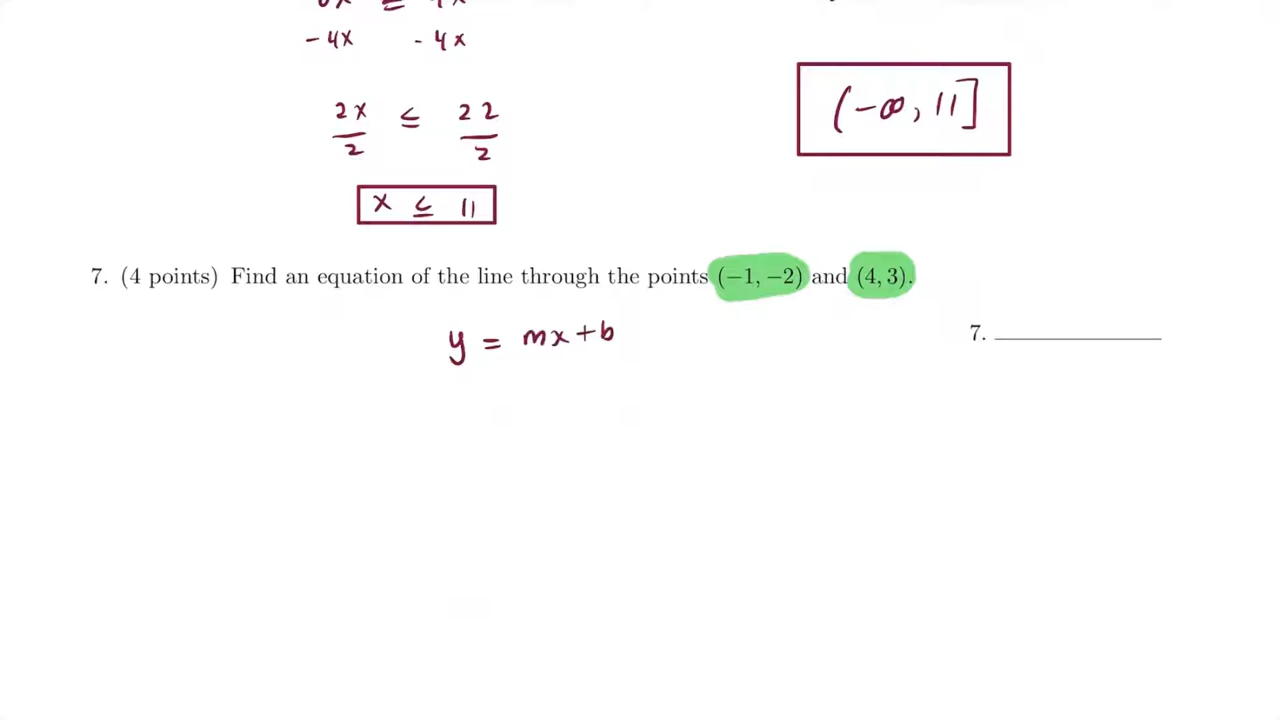 -4x -4x
2x ≤ 22
2 2
(-∞, 11]
x ≤ 11
7. (4 points) Find an equation of the line through the points (−1, −2) and (4, 3).
y = mx+b
7.